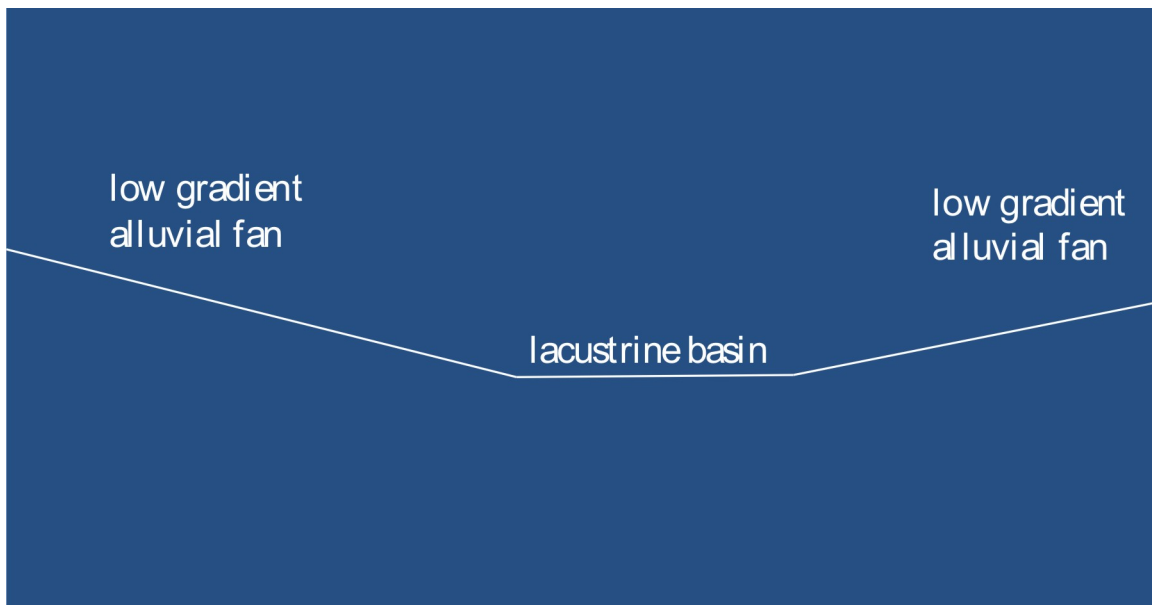 low gradient
alluvial fan
low gradient
alluvial fan
lacustrine basin